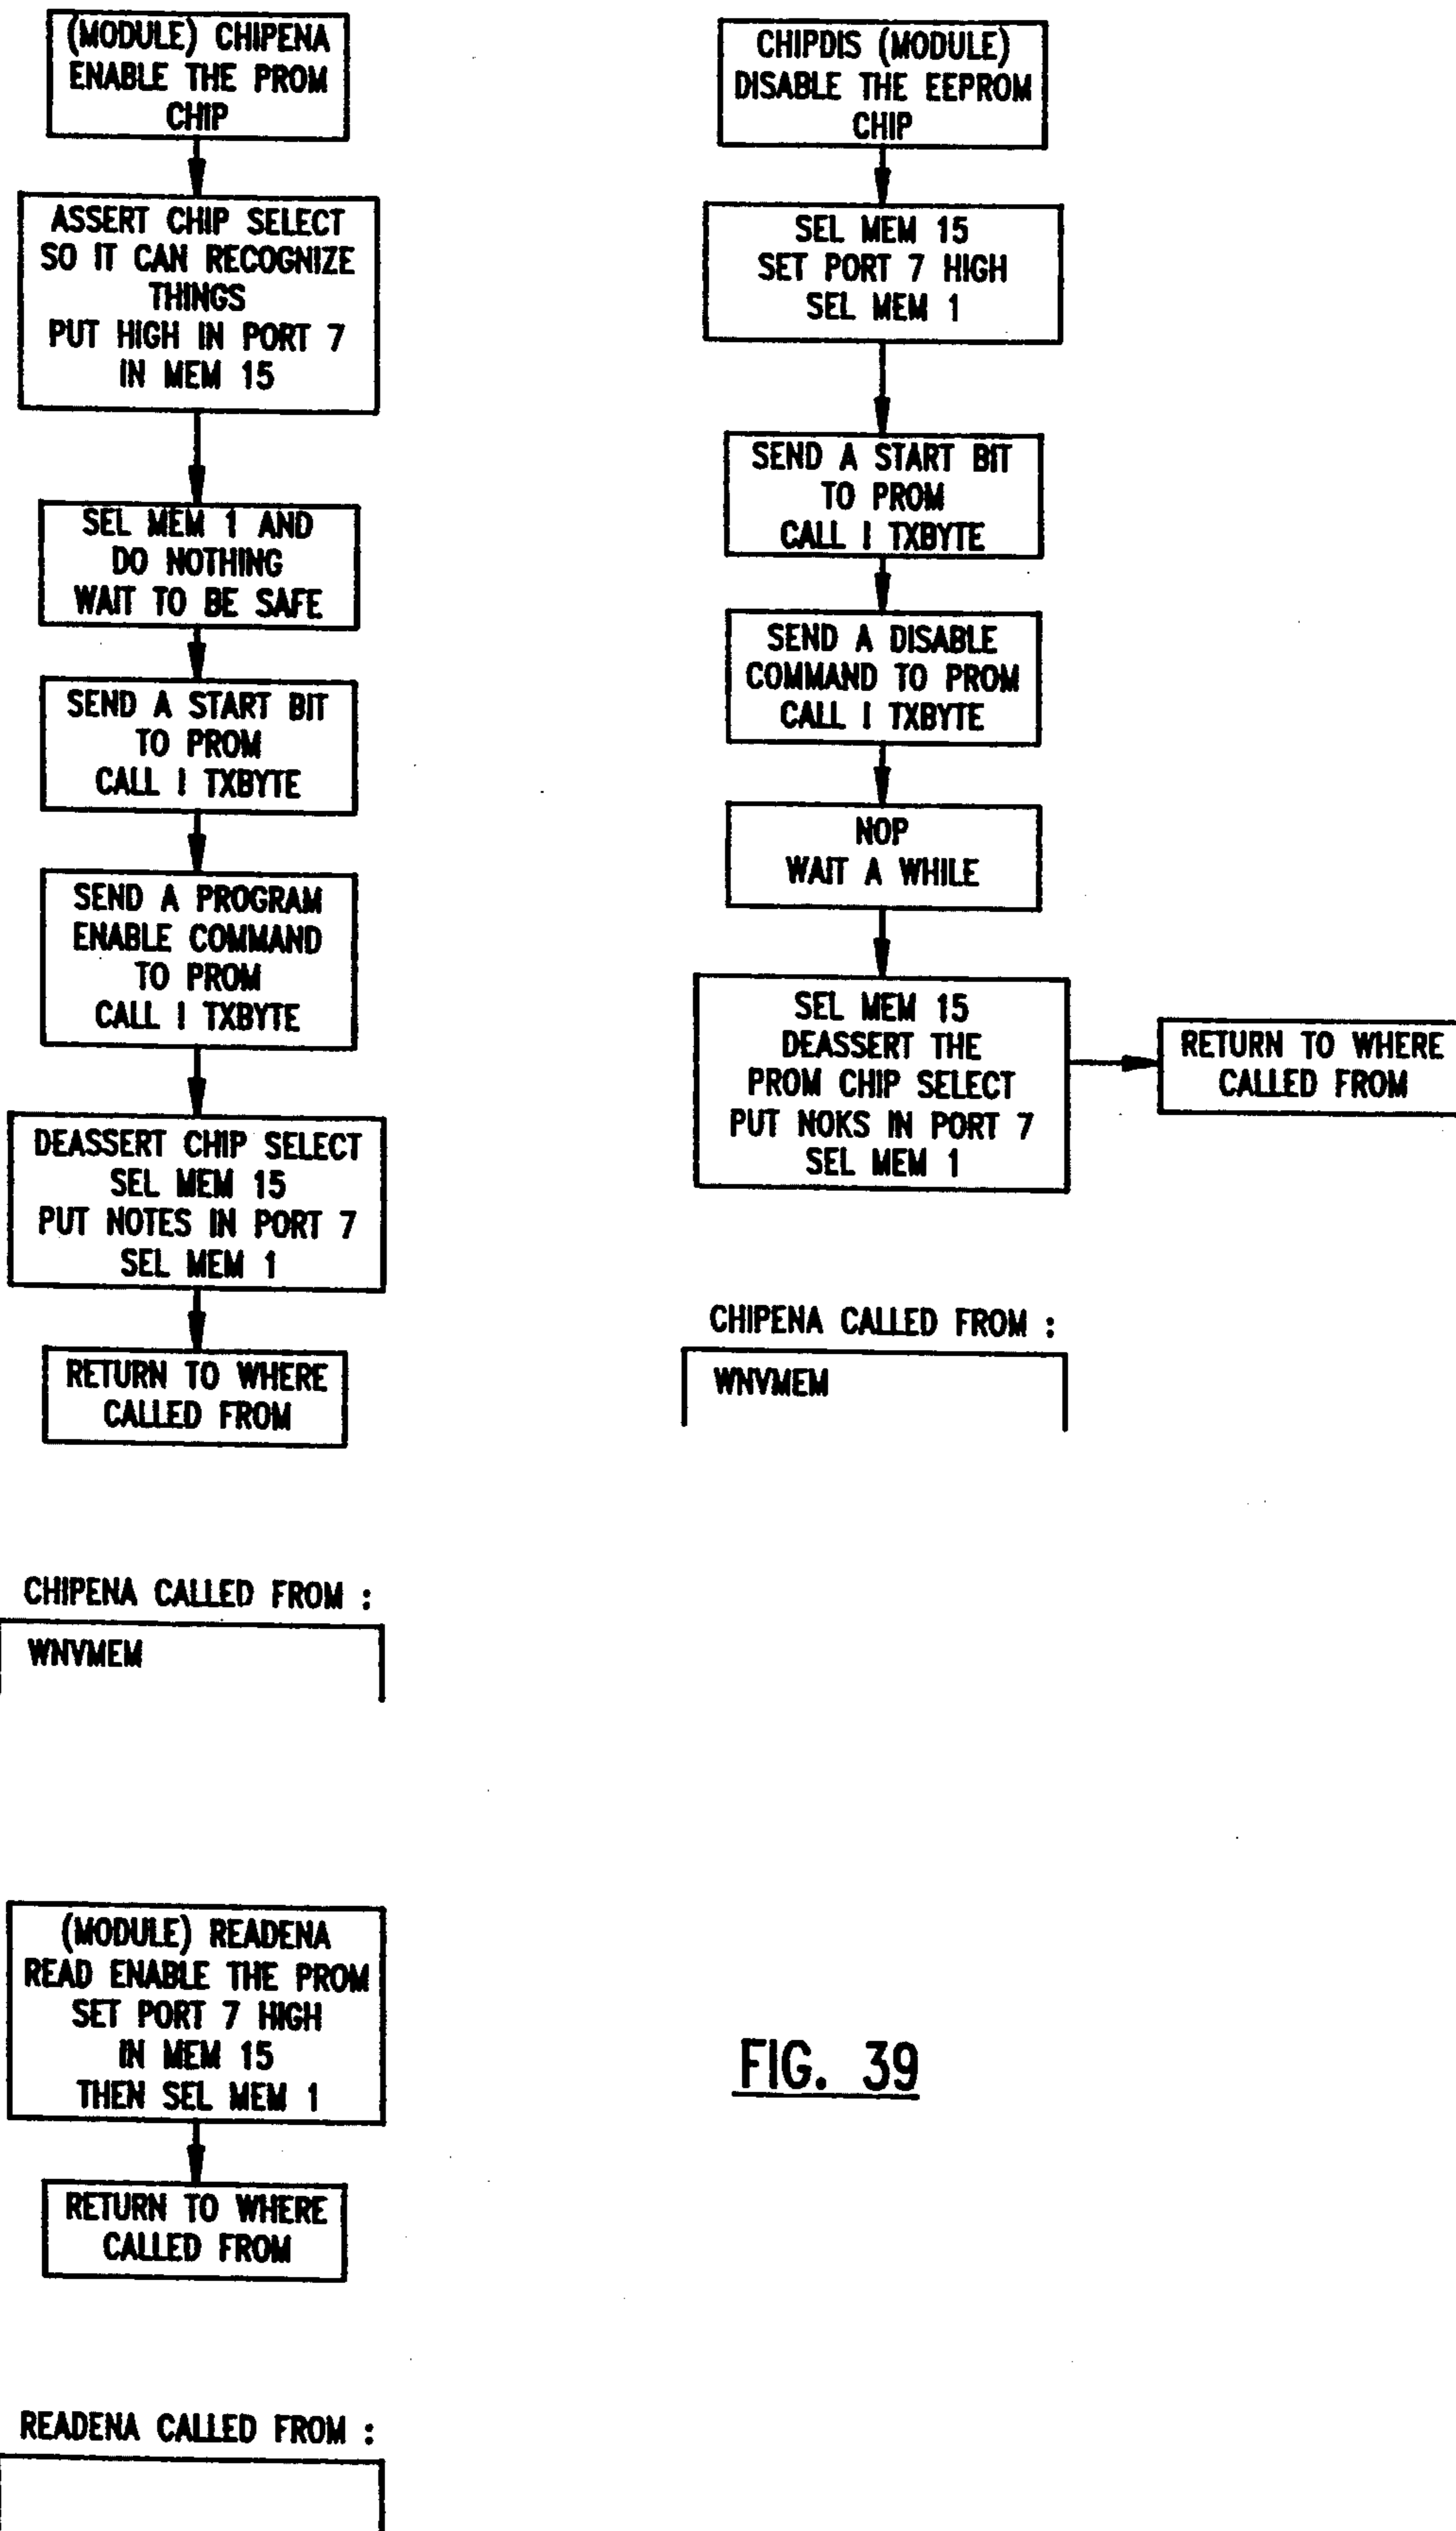 (MODULE) CHIPENA
ENABLE THE PROM
CHIP
ASSERT CHIP SELECT
SO IT CAN RECOGNIZE
THINGS
PUT HIGH IN PORT 7
IN MEM 15
SEL MEM 1 AND
DO NOTHING
WAIT TO BE SAFE
SEND A START BIT
TO PROM
CALL I TXBYTE
SEND A PROGRAM
ENABLE COMMAND
TO PROM
CALL I TXBYTE
DEASSERT CHIP SELECT
SEL MEM 15
PUT NOTES IN PORT 7
SEL MEM 1
RETURN TO WHERE
CALLED FROM
CHIPENA CALLED FROM :
WNVMEM
CHIPDIS (MODULE)
DISABLE THE EEPROM
CHIP
SEL MEM 15
SET PORT 7 HIGH
SEL MEM 1
SEND A START BIT
TO PROM
CALL I TXBYTE
SEND A DISABLE
COMMAND TO PROM
CALL I TXBYTE
NOP
WAIT A WHILE
SEL MEM 15
DEASSERT THE
PROM CHIP SELECT
PUT NOKS IN PORT 7
SEL MEM 1
RETURN TO WHERE
CALLED FROM
CHIPENA CALLED FROM :
WNVMEM
(MODULE) READENA
READ ENABLE THE PROM
SET PORT 7 HIGH
IN MEM 15
THEN SEL MEM 1
RETURN TO WHERE
CALLED FROM
READENA CALLED FROM :
FIG. 39